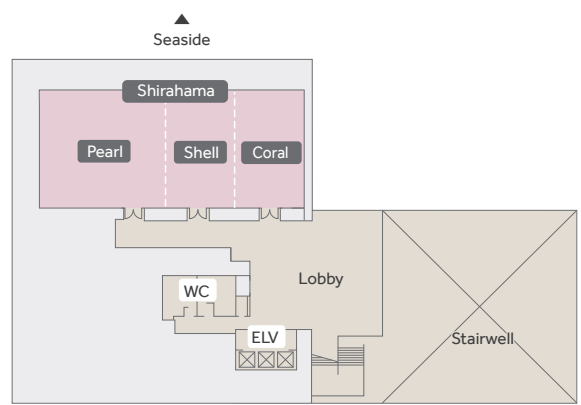 Seaside
Shirahama
Pearl
Shell
Coral
Lobby
WC
ELV
Stairwell